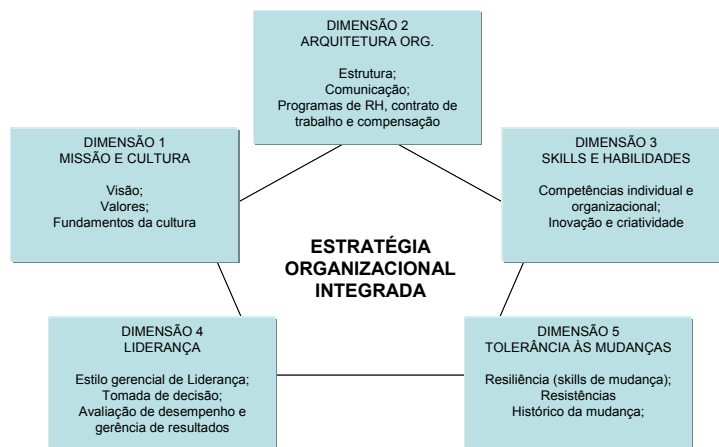 DIMENSÃO 2
ARQUITETURA ORG.
Estrutura;
Comunicação;
Programas de RH, contrato de
trabalho e compensação
DIMENSÃO 1
MISSÃO E CULTURA
Visão;
Valores;
Fundamentos da cultura
DIMENSÃO 3
SKILLS E HABILIDADES
Competências individual e
organizacional;
Inovação e criatividade
ESTRATÉGIA
ORGANIZACIONAL
INTEGRADA
DIMENSÃO 4
LIDERANÇA
Estilo gerencial de Liderança;
Tomada de decisão;
Avaliação de desempenho e
gerência de resultados
DIMENSÃO 5
TOLERÂNCIA ÀS MUDANÇAS
Resiliência (skills de mudança);
Resistências
Histórico da mudança;